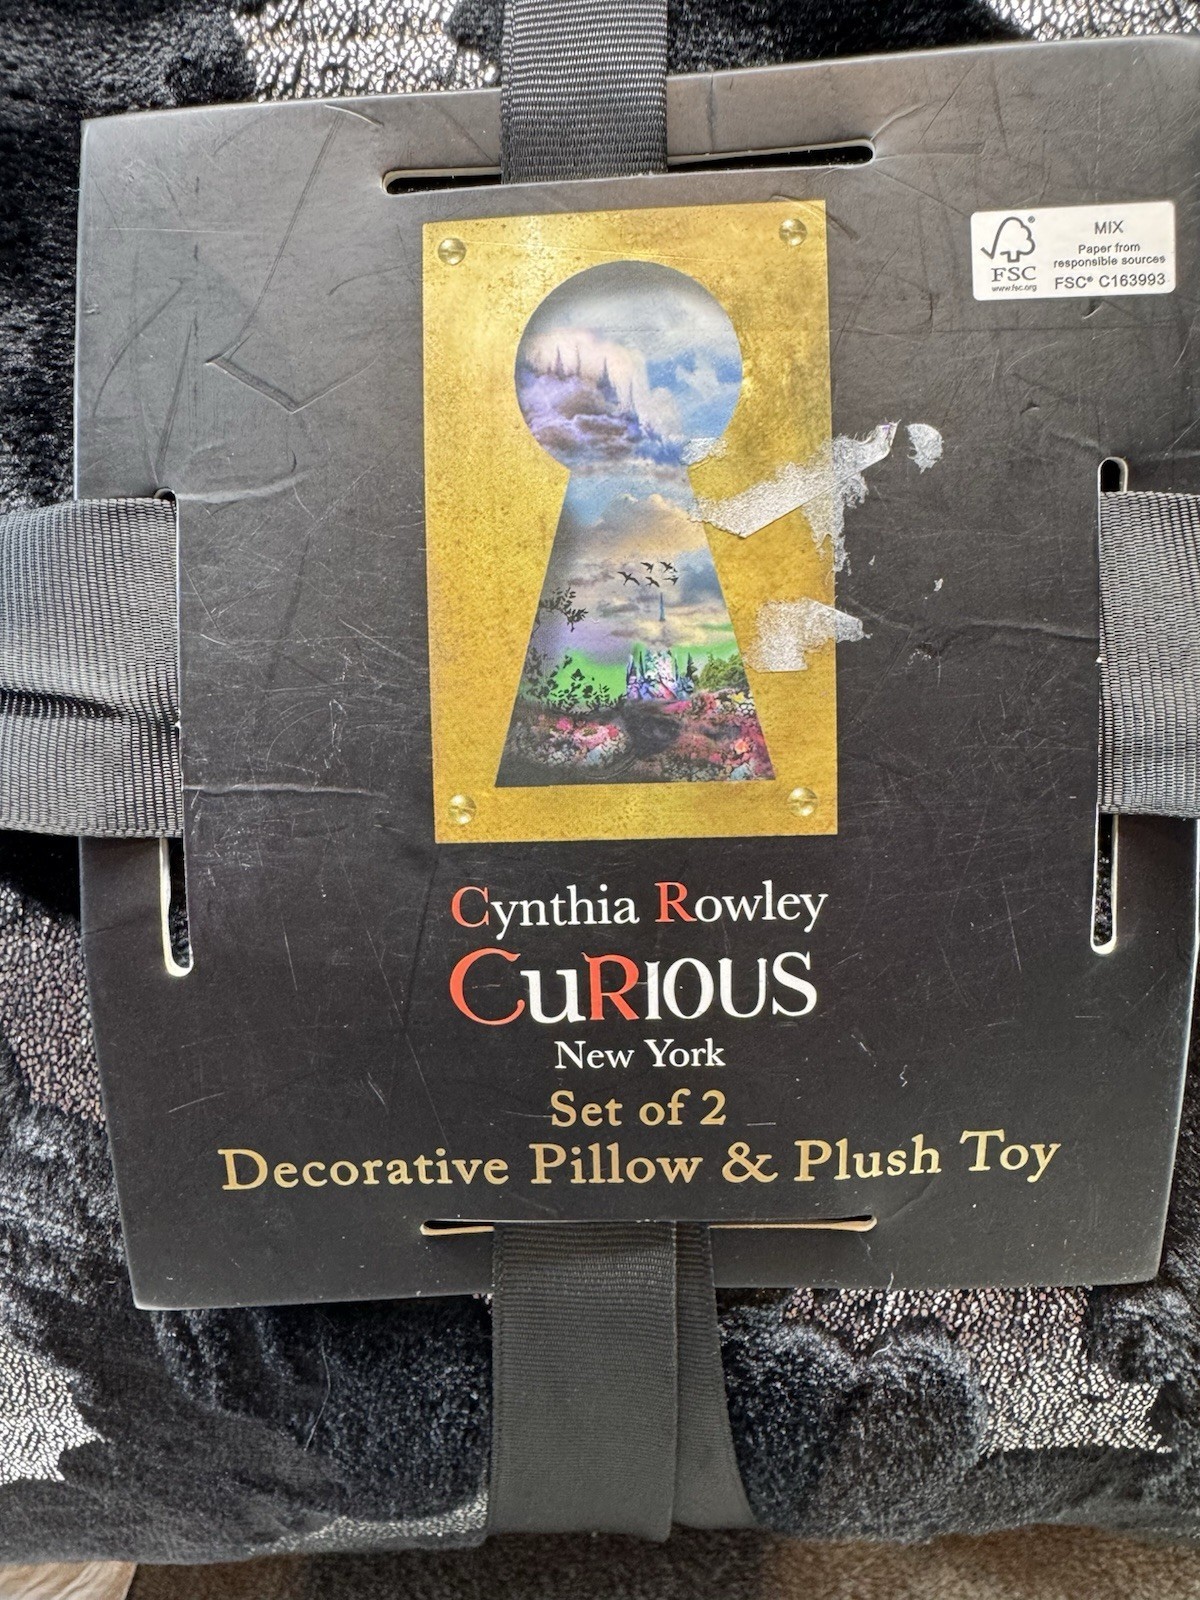 MIX
Paper from
responsible sources
FSC® C163993
FSC
www.fsc.org
Cynthia Rowley
CuRIOUS
New York
Set of 2
Decorative Pillow & Plush Toy